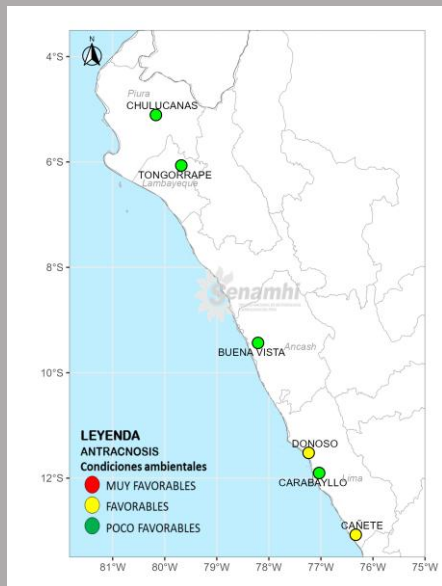 N
4°S
Piura
CHULUCANAS
6°S
TONGORRAPE
Lambayeque
8°S
Senamhi
BUENA VISTA
Ancash
10°S
DONOSO
12°S
CARABAYLLO
Lima
CAÑETE
LEYENDA
ANTRACNOSIS
Condiciones ambientales
MUY FAVORABLES
FAVORABLES
POCO FAVORABLES
81°W 80°W 79°W 78°W 77°W 76°W 75°W